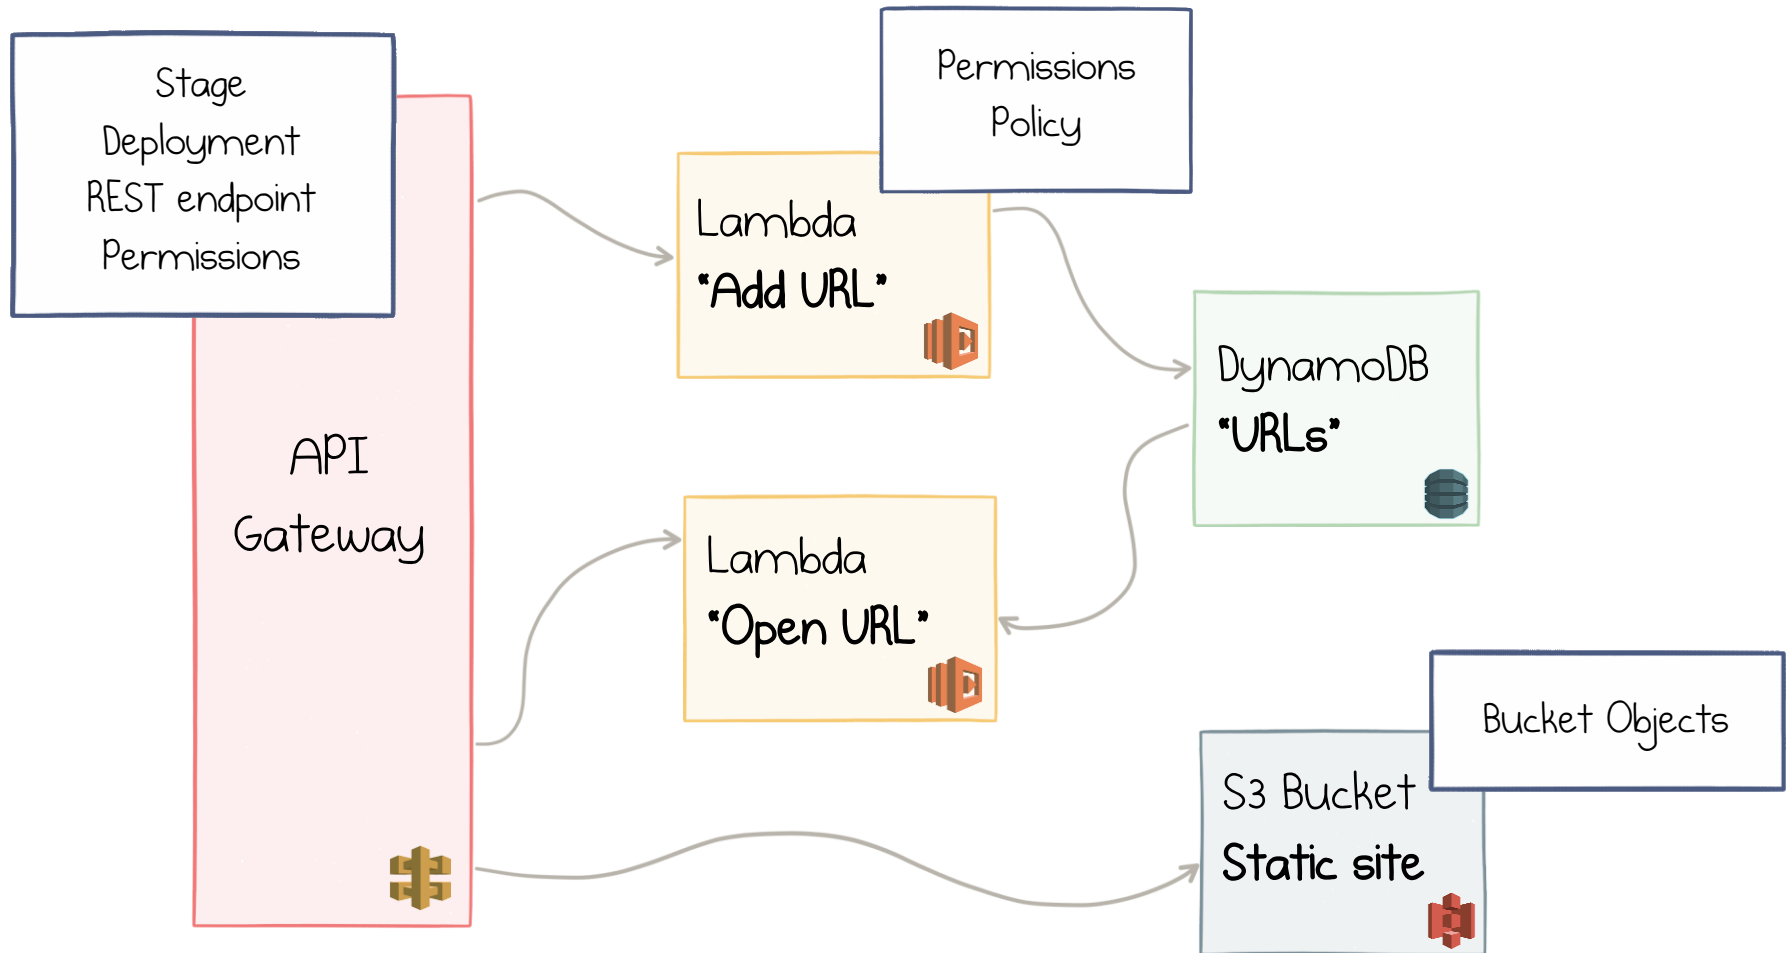 Stage
Deployment
REST endpoint
Permissions
API
Gateway
Permissions
Policy
Lambda
“Add URL”
Lambda
“Open URL”
DynamoDB
“URLs”
Bucket Objects
S3 Bucket
Static site